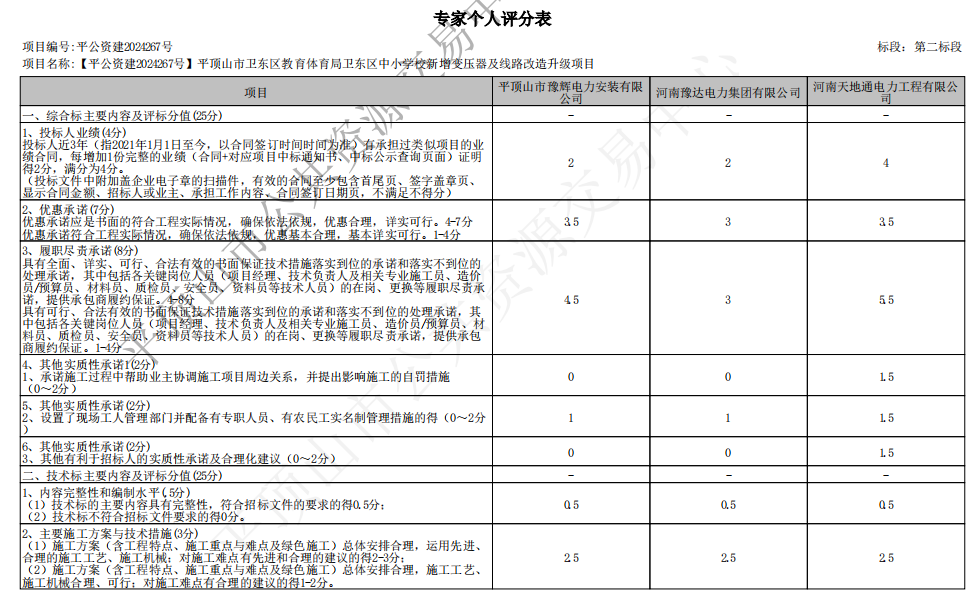 专家个人评分表
项目编号:平公资建2024267号
标段：第二标段
项目名称:【平公资建2024267号】平顶山市卫东区教育体育局卫东区中小学校新增变压器及线路改造升级项目
项目
平顶山市豫辉电力安装有限
公司
河南豫达电力集团有限公司
河南天地通电力工程有限公
司
一、综合标主要内容及评标分值(25分)
-
-
-
1、投标人业绩(4分)
投标人近3年（指2021年1月1日至今，以合同签订时间时间为准）有承担过类似项目的业
绩合同，每增加1份完整的业绩（合同+对应项目中标通知书、中标公示查询页面）证明
得2分，满分为4分。
（投标文件中附加盖企业电子章的扫描件，有效的合同至少包含首尾页、签字盖章页、
显示合同金额、招标人或业主、承担工作内容、合同签订日期页，不满足不得分）
2
2
4
2、优惠承诺(7分)
优惠承诺应是书面的符合工程实际情况，确保依法依规，优惠合理，详实可行。4-7分
优惠承诺符合工程实际情况，确保依法依规，优惠基本合理，基本详实可行。1-4分
3.5
3
3.5
3、履职尽责承诺(8分)
具有全面、详实、可行、合法有效的书面保证技术措施落实到位的承诺和落实不到位的
处理承诺，其中包括各关键岗位人员（项目经理、技术负责人及相关专业施工员、造价
员/预算员、材料员、质检员、安全员、资料员等技术人员）的在岗、更换等履职尽责承
诺，提供承包商履约保证。4-8分
具有可行、合法有效的书面保证技术措施落实到位的承诺和落实不到位的处理承诺，其
中包括各关键岗位人员（项目经理、技术负责人及相关专业施工员、造价员/预算员、材
料员、质检员、安全员、资料员等技术人员）的在岗、更换等履职尽责承诺，提供承包
商履约保证。1-4分
4.5
3
5.5
4、其他实质性承诺1(2分)
1、承诺施工过程中帮助业主协调施工项目周边关系，并提出影响施工的自罚措施
（0～2分）
0
0
1.5
5、其他实质性承诺(2分)
2、设置了现场工人管理部门并配备有专职人员、有农民工实名制管理措施的得（0～2分
）
1
1
1.5
6、其他实质性承诺(2分)
3、其他有利于招标人的实质性承诺及合理化建议（0～2分）
0
0
1.5
二、技术标主要内容及评标分值(25分)
-
-
-
1、内容完整性和编制水平(.5分)
（1）技术标的主要内容具有完整性，符合招标文件的要求的得0.5分；
（2）技术标不符合招标文件要求的得0分。
0.5
0.5
0.5
2、主要施工方案与技术措施(3分)
（1）施工方案（含工程特点、施工重点与难点及绿色施工）总体安排合理，运用先进、
合理的施工工艺、施工机械；对施工难点有先进和合理的建议的得2-3分；
（2）施工方案（含工程特点、施工重点与难点及绿色施工）总体安排合理，施工工艺、
施工机械合理、可行；对施工难点有合理的建议的得1-2分。
2.5
2.5
2.5
平顶山市公共资源交易中
平顶山市公共资源交易中心